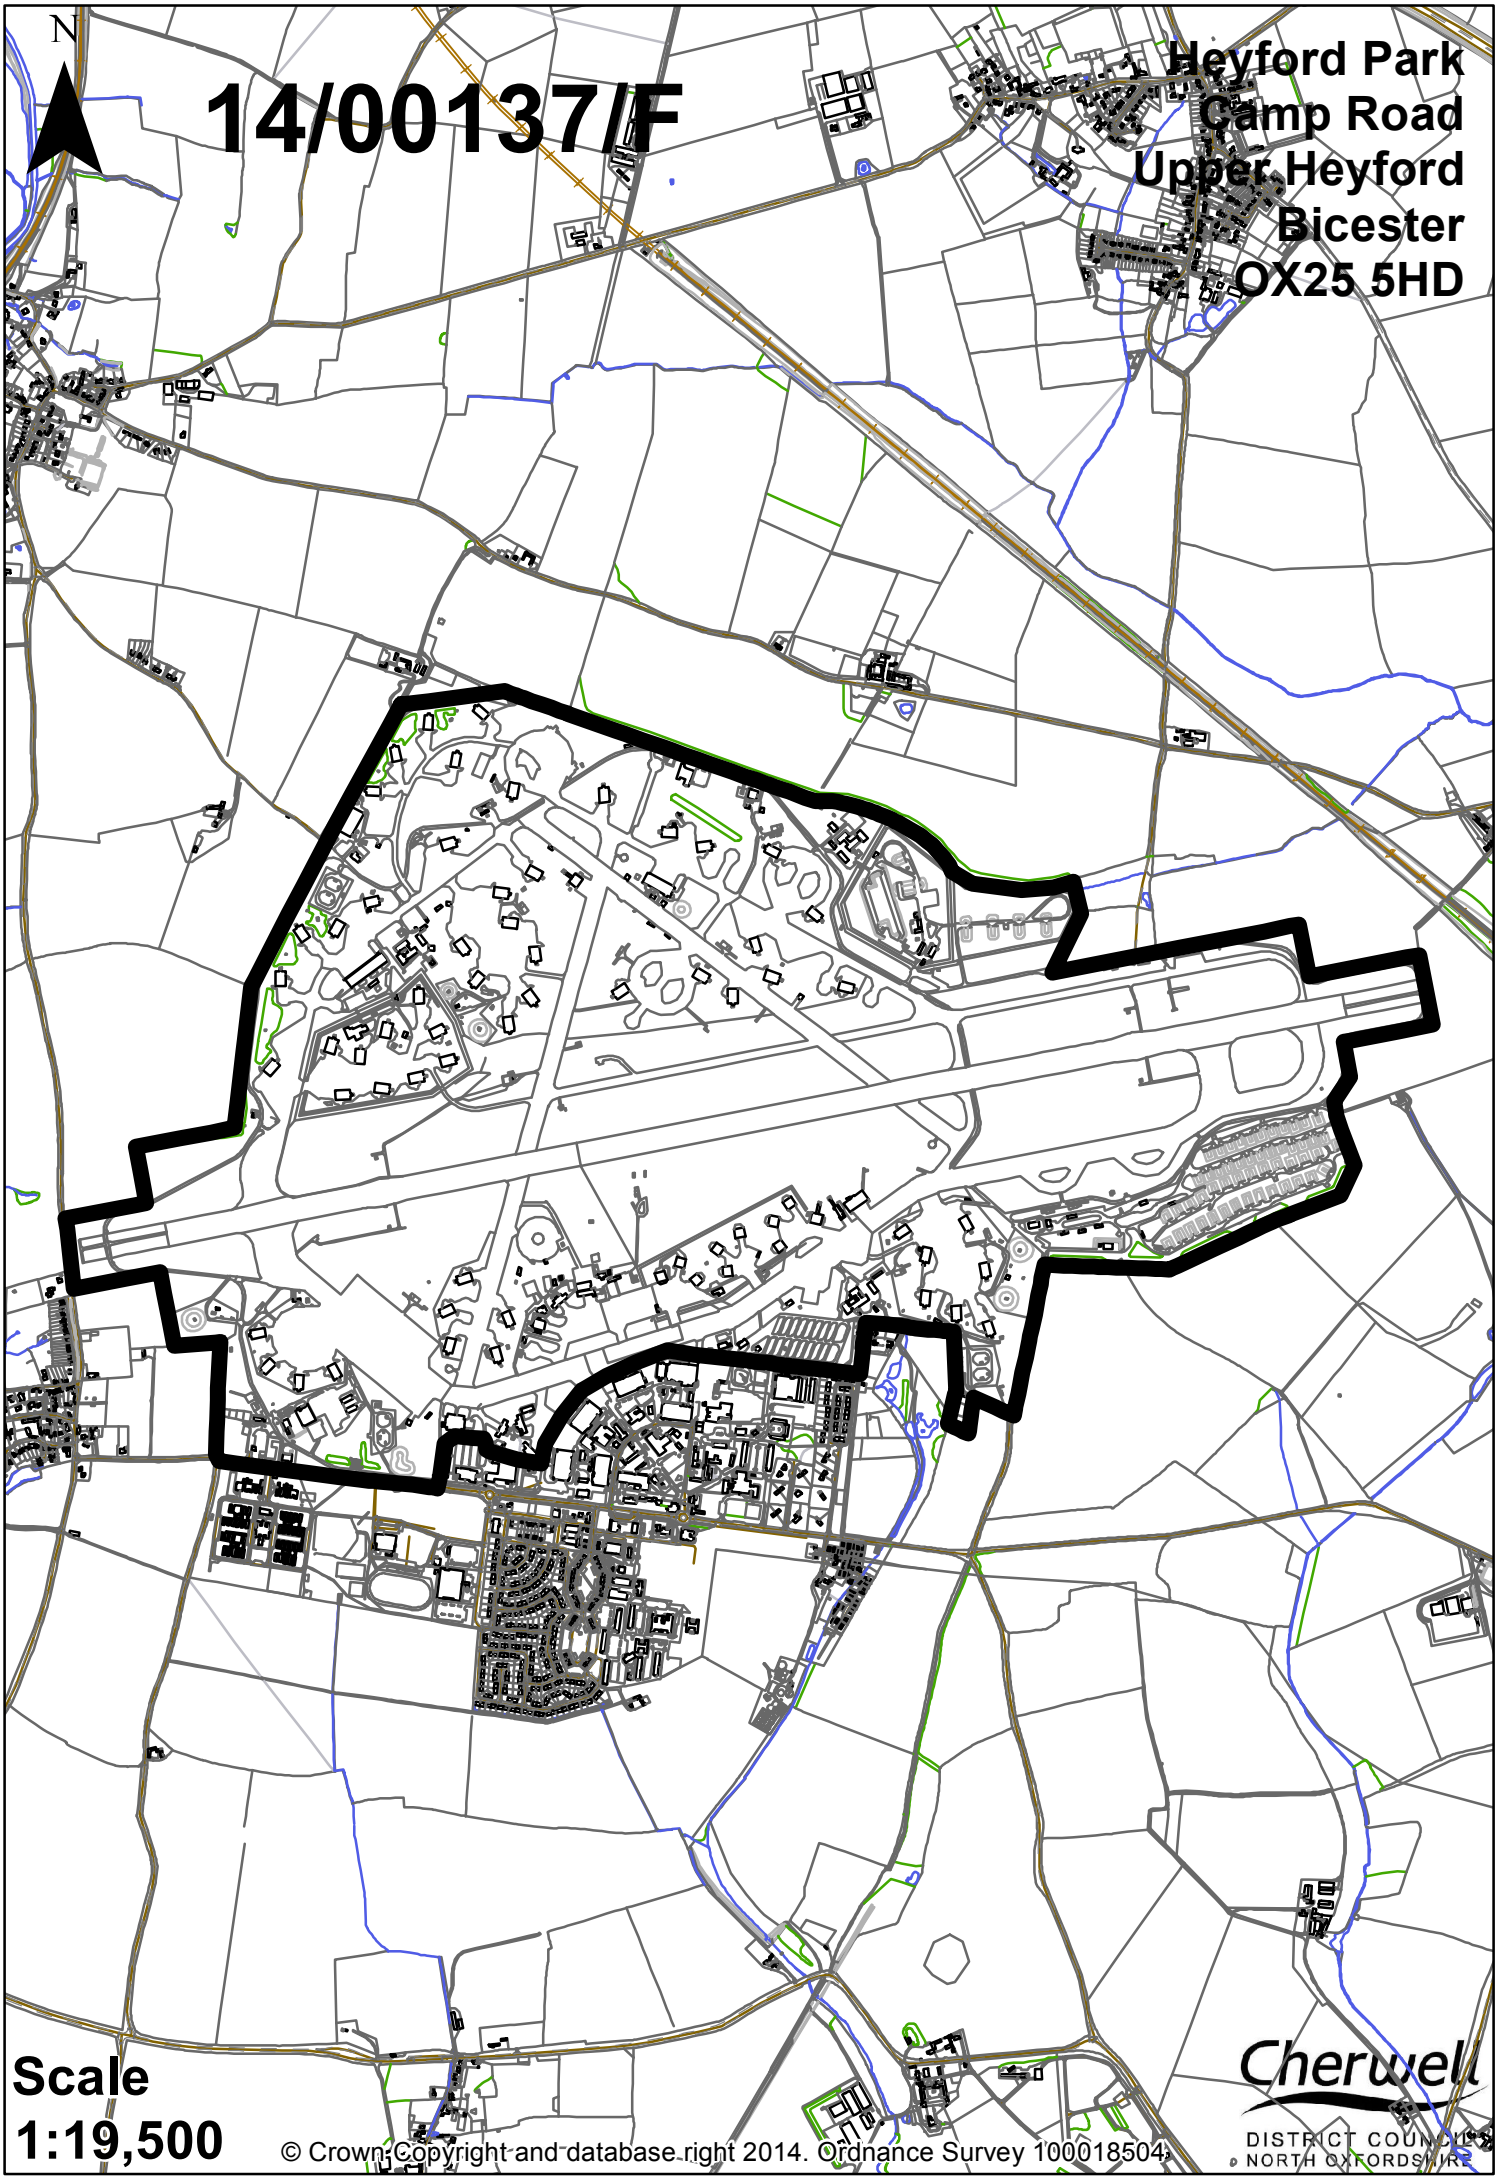 N
14/00137/F
Heyford Park
Camp Road
Upper Heyford
Bicester
OX25 5HD
Scale
1:19,500
© Crown Copyright and database right 2014. Ordnance Survey 100018504
Cherwell
DISTRICT COUNCIL
NORTH OXFORDSHIRE